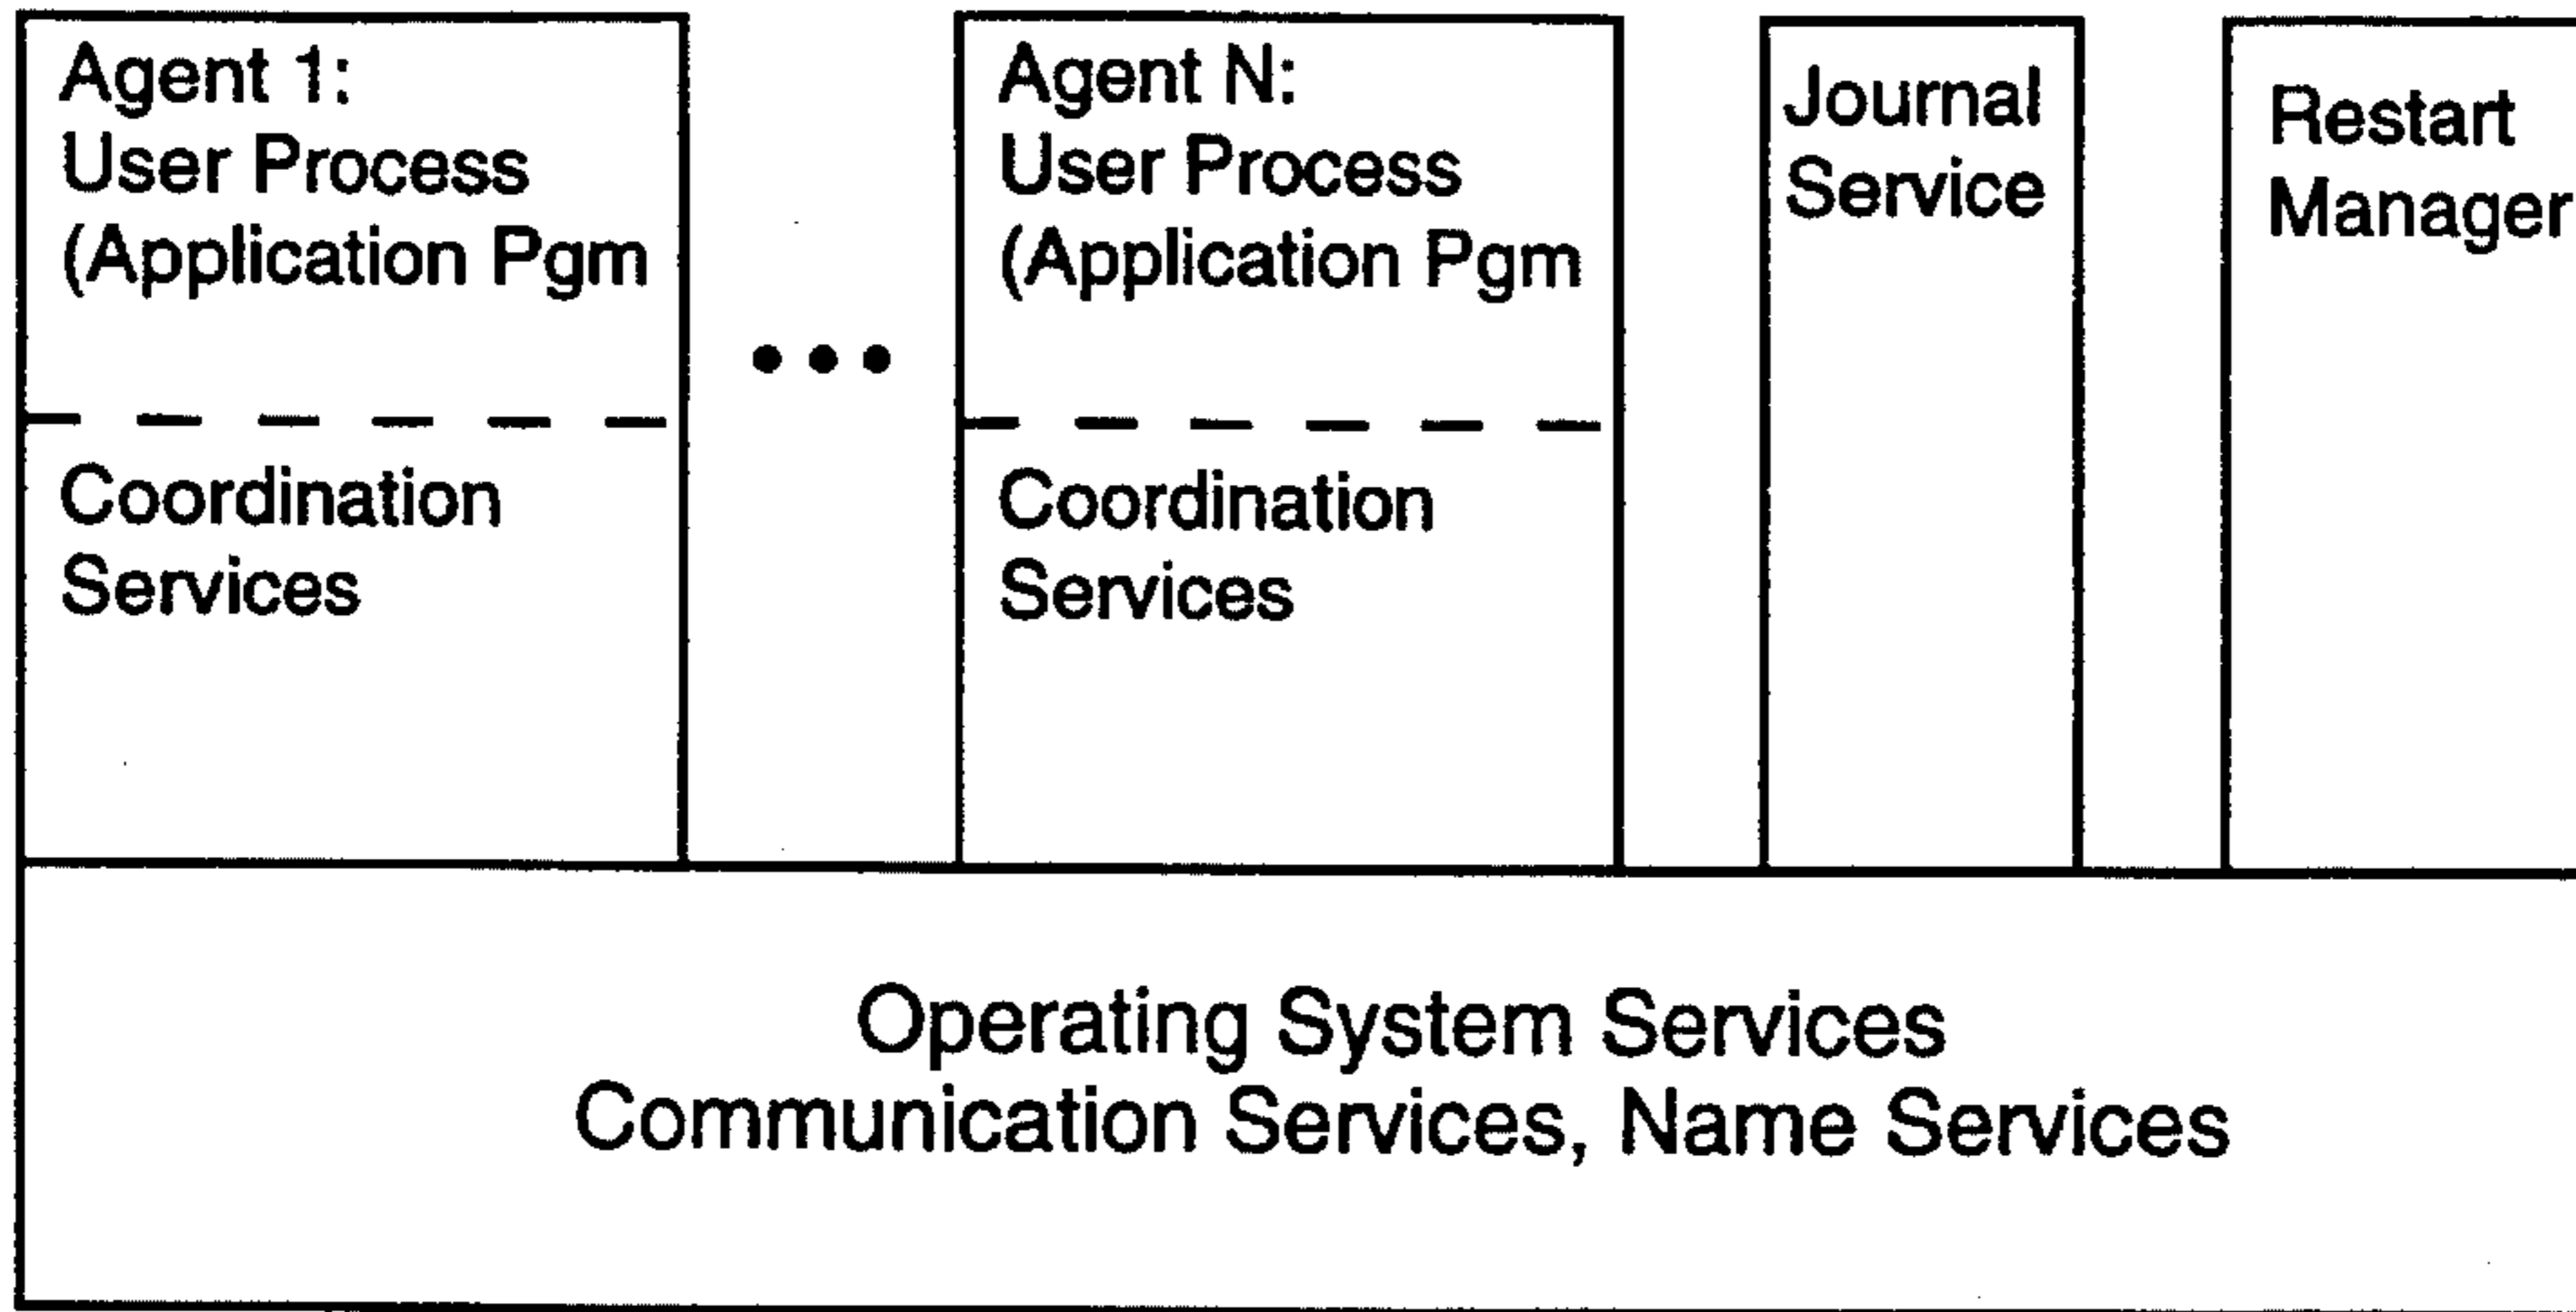 Agent 1:
User Process
(Application Pgm
Coordination
Services
Agent N:
User Process
(Application Pgm
Coordination
Services
Journal
Service
Restart
Manager
Operating System Services
Communication Services, Name Services